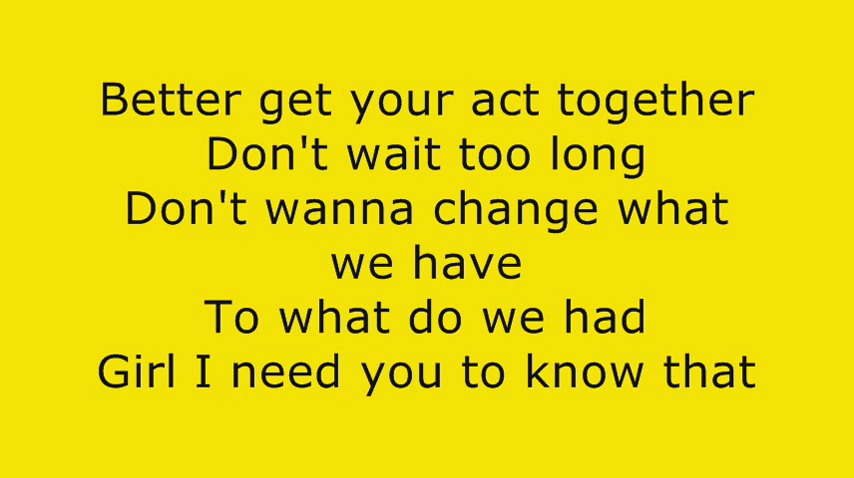 Better get your act together
Don't wait too long
Don't wanna change what
we have
To what do we had
Girl I need you to know that